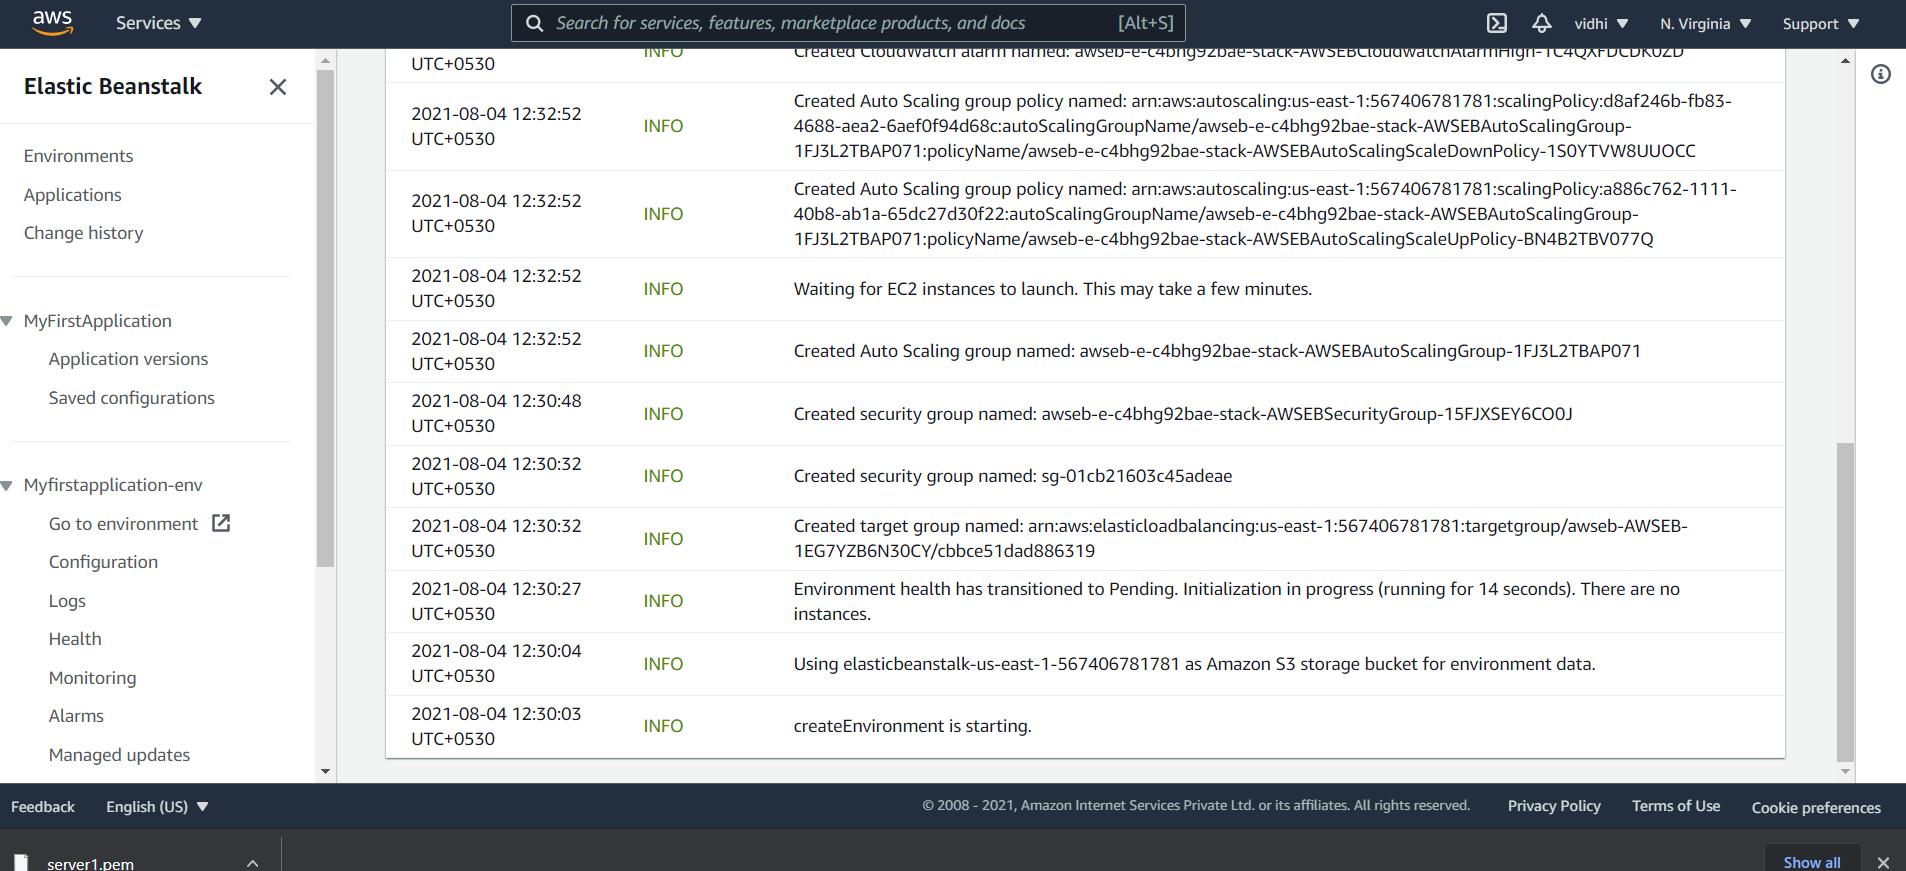 aws
Services
Search for services, features, marketplace products, and docs
[Alt+S]
vidhi
N. Virginia
Support
Elastic Beanstalk
Environments
Applications
Change history
MyFirstApplication
Application versions
Saved configurations
Myfirstapplication-env
Go to environment
Configuration
Logs
Health
Monitoring
Alarms
Managed updates
UTC+0530
INFO
Created CloudWatch alarm named: awseb-e-c4bhg92bae-stack-AWSEBCloudwatchAlarmHigh-1C4QXFDCDK0ZD
2021-08-04 12:32:52
UTC+0530
INFO
Created Auto Scaling group policy named: arn:aws:autoscaling:us-east-1:567406781781:scalingPolicy:d8af246b-fb83-
4688-aea2-6aef0f94d68c:autoScalingGroupName/awseb-e-c4bhg92bae-stack-AWSEBAutoScalingGroup-
1FJ3L2TBAP071:policyName/awseb-e-c4bhg92bae-stack-AWSEBAutoScalingScaleDownPolicy-1S0YTVW8UUOCC
2021-08-04 12:32:52
UTC+0530
INFO
Created Auto Scaling group policy named: arn:aws:autoscaling:us-east-1:567406781781:scalingPolicy:a886c762-1111-
40b8-ab1a-65dc27d30f22:autoScalingGroupName/awseb-e-c4bhg92bae-stack-AWSEBAutoScalingGroup-
1FJ3L2TBAP071:policyName/awseb-e-c4bhg92bae-stack-AWSEBAutoScalingScaleUpPolicy-BN4B2TBV077Q
2021-08-04 12:32:52
UTC+0530
INFO
Waiting for EC2 instances to launch. This may take a few minutes.
2021-08-04 12:32:52
UTC+0530
INFO
Created Auto Scaling group named: awseb-e-c4bhg92bae-stack-AWSEBAutoScalingGroup-1FJ3L2TBAP071
2021-08-04 12:30:48
UTC+0530
INFO
Created security group named: awseb-e-c4bhg92bae-stack-AWSEBSecurityGroup-15FJXSEY6CO0J
2021-08-04 12:30:32
UTC+0530
INFO
Created security group named: sg-01cb21603c45adeae
2021-08-04 12:30:32
UTC+0530
INFO
Created target group named: arn:aws:elasticloadbalancing:us-east-1:567406781781:targetgroup/awseb-AWSEB-
1EG7YZB6N30CY/cbbce51dad886319
2021-08-04 12:30:27
UTC+0530
INFO
Environment health has transitioned to Pending. Initialization in progress (running for 14 seconds). There are no
instances.
2021-08-04 12:30:04
UTC+0530
INFO
Using elasticbeanstalk-us-east-1-567406781781 as Amazon S3 storage bucket for environment data.
2021-08-04 12:30:03
UTC+0530
INFO
createEnvironment is starting.
Feedback
English (US)
© 2008 - 2021, Amazon Internet Services Private Ltd. or its affiliates. All rights reserved.
Privacy Policy
Terms of Use
Cookie preferences
server1.pem
Show all